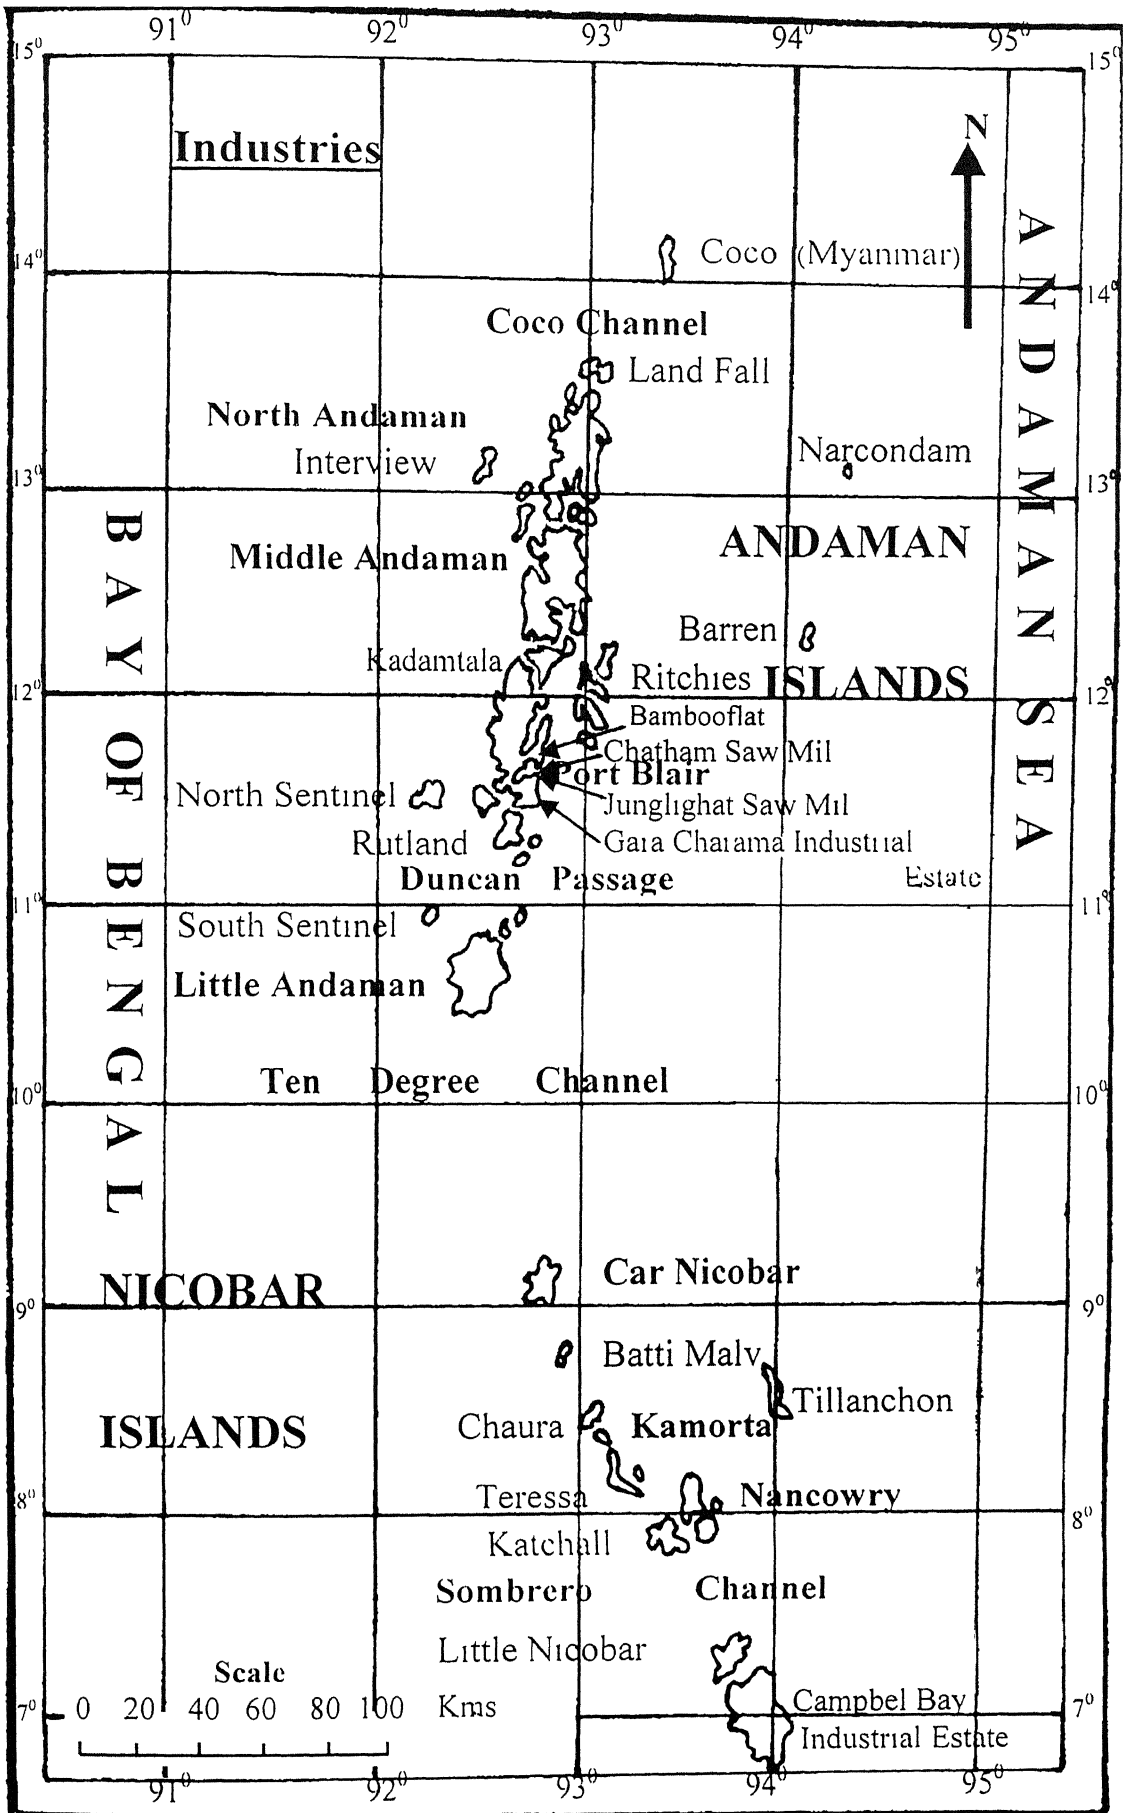 91⁰ 92⁰ 93⁰ 94⁰ 95⁰
15⁰ 15⁰
Industries
N
14⁰ Coco (Myanmar) 14⁰
Coco Channel
Land Fall
North Andaman
Interview Narcondam
13⁰ 13⁰
ANDAMAN
Middle Andaman
Barren
Kadamtala
Ritchies ISLANDS
12⁰ 12⁰
Bambooflat
Chatham Saw Mil
Port Blair
North Sentinel Junglighat Saw Mil
Rutland Gara Charama Industrial
Duncan Passage Estate
11⁰ 11⁰
South Sentinel
Little Andaman
Ten Degree Channel
10⁰ 10⁰
BAY OF BENGAL
ANDAMAN SEA
Car Nicobar
NICOBAR
9⁰ 9⁰
Batti Malv
Tillanchon
ISLANDS Chaura Kamorta
Teressa Nancowry
8⁰ 8⁰
Katchall
Sombrero Channel
Little Nicobar
Scale
0 20 40 60 80 100 Kms
7⁰ Campbel Bay 7⁰
Industrial Estate
91⁰ 92⁰ 93⁰ 94⁰ 95⁰